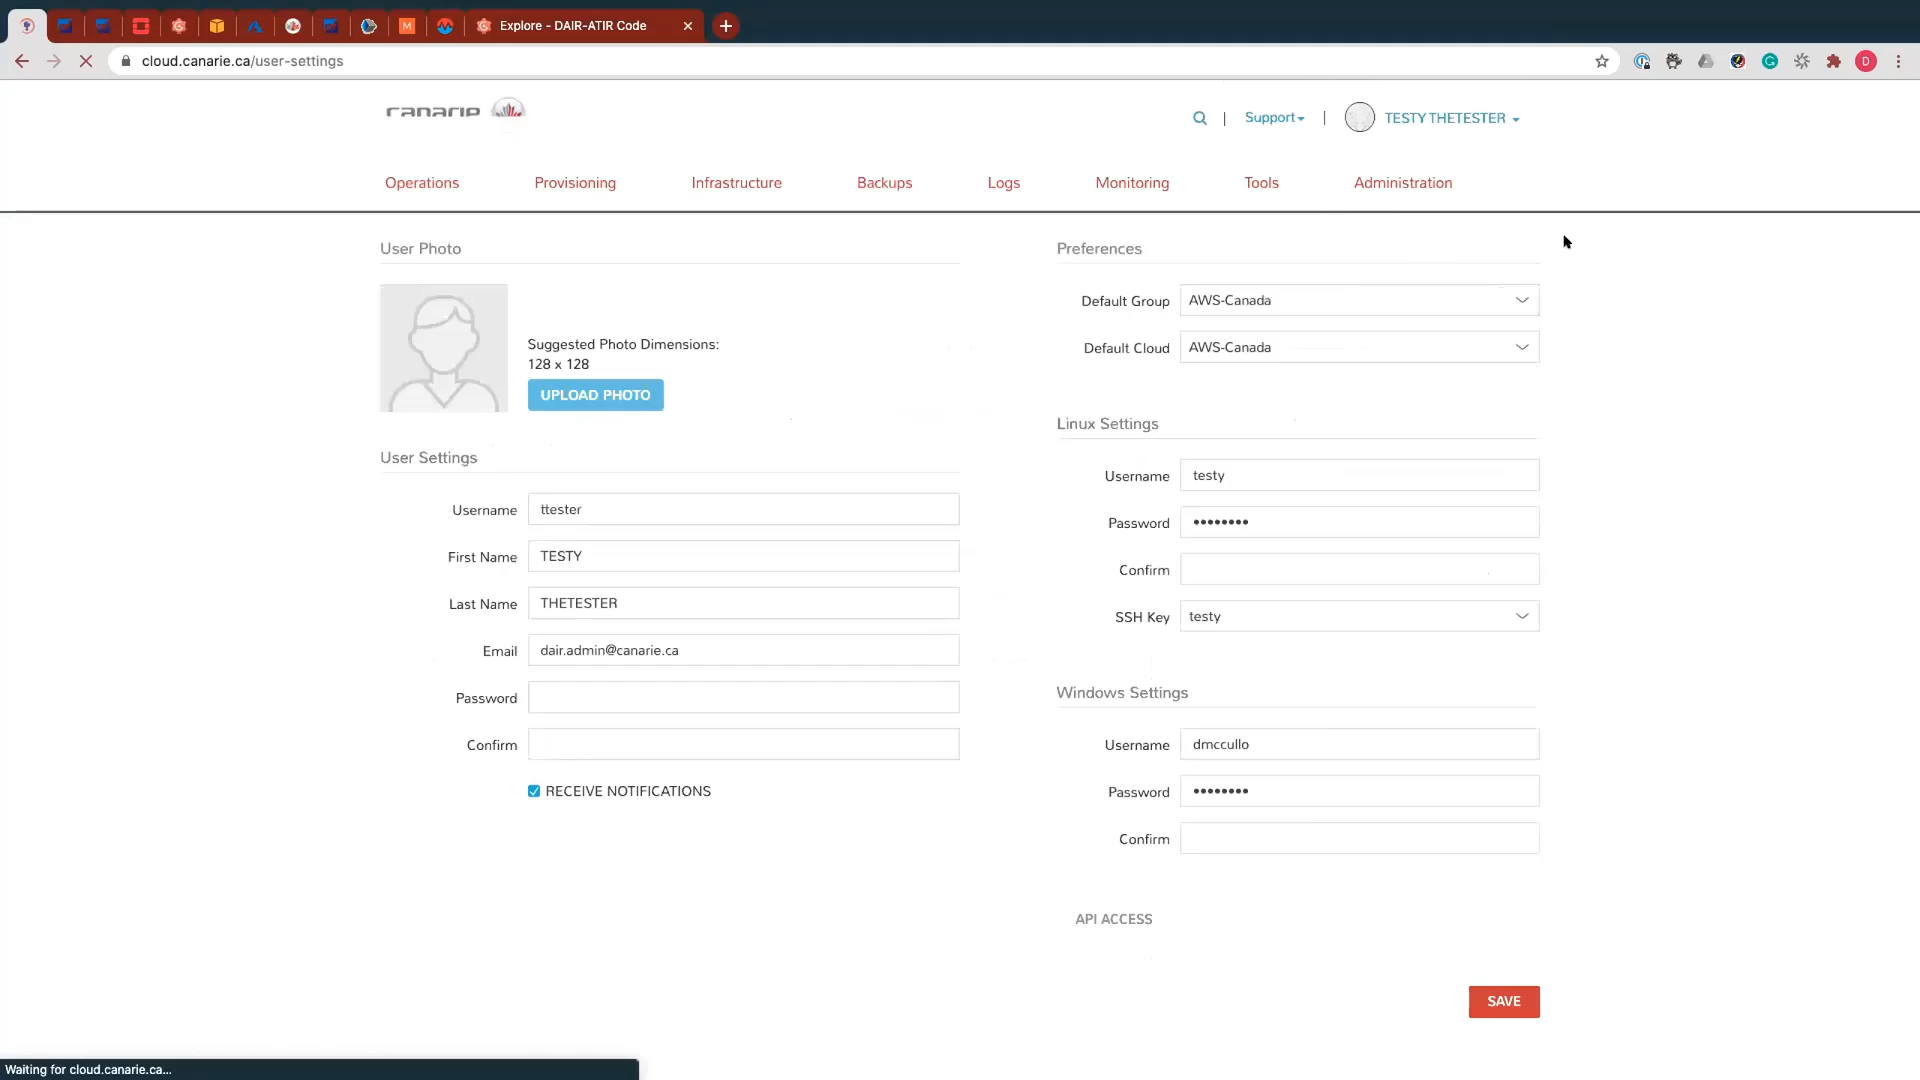 Explore - DAIR-ATIR Code
cloud.canarie.ca/user-settings
D
canarie
| Support | TESTY THETESTER
Operations Provisioning Infrastructure Backups Logs Monitoring Tools Administration
User Photo
Suggested Photo Dimensions:
128 x 128
UPLOAD PHOTO
User Settings
Username ttester
First Name TESTY
Last Name THETESTER
Email dair.admin@canarie.ca
Password
Confirm
RECEIVE NOTIFICATIONS
Preferences
Default Group AWS-Canada
Default Cloud AWS-Canada
Linux Settings
Username testy
Password ••••••••
Confirm
SSH Key testy
Windows Settings
Username dmccullo
Password ••••••••
Confirm
API ACCESS
SAVE
Waiting for cloud.canarie.ca...